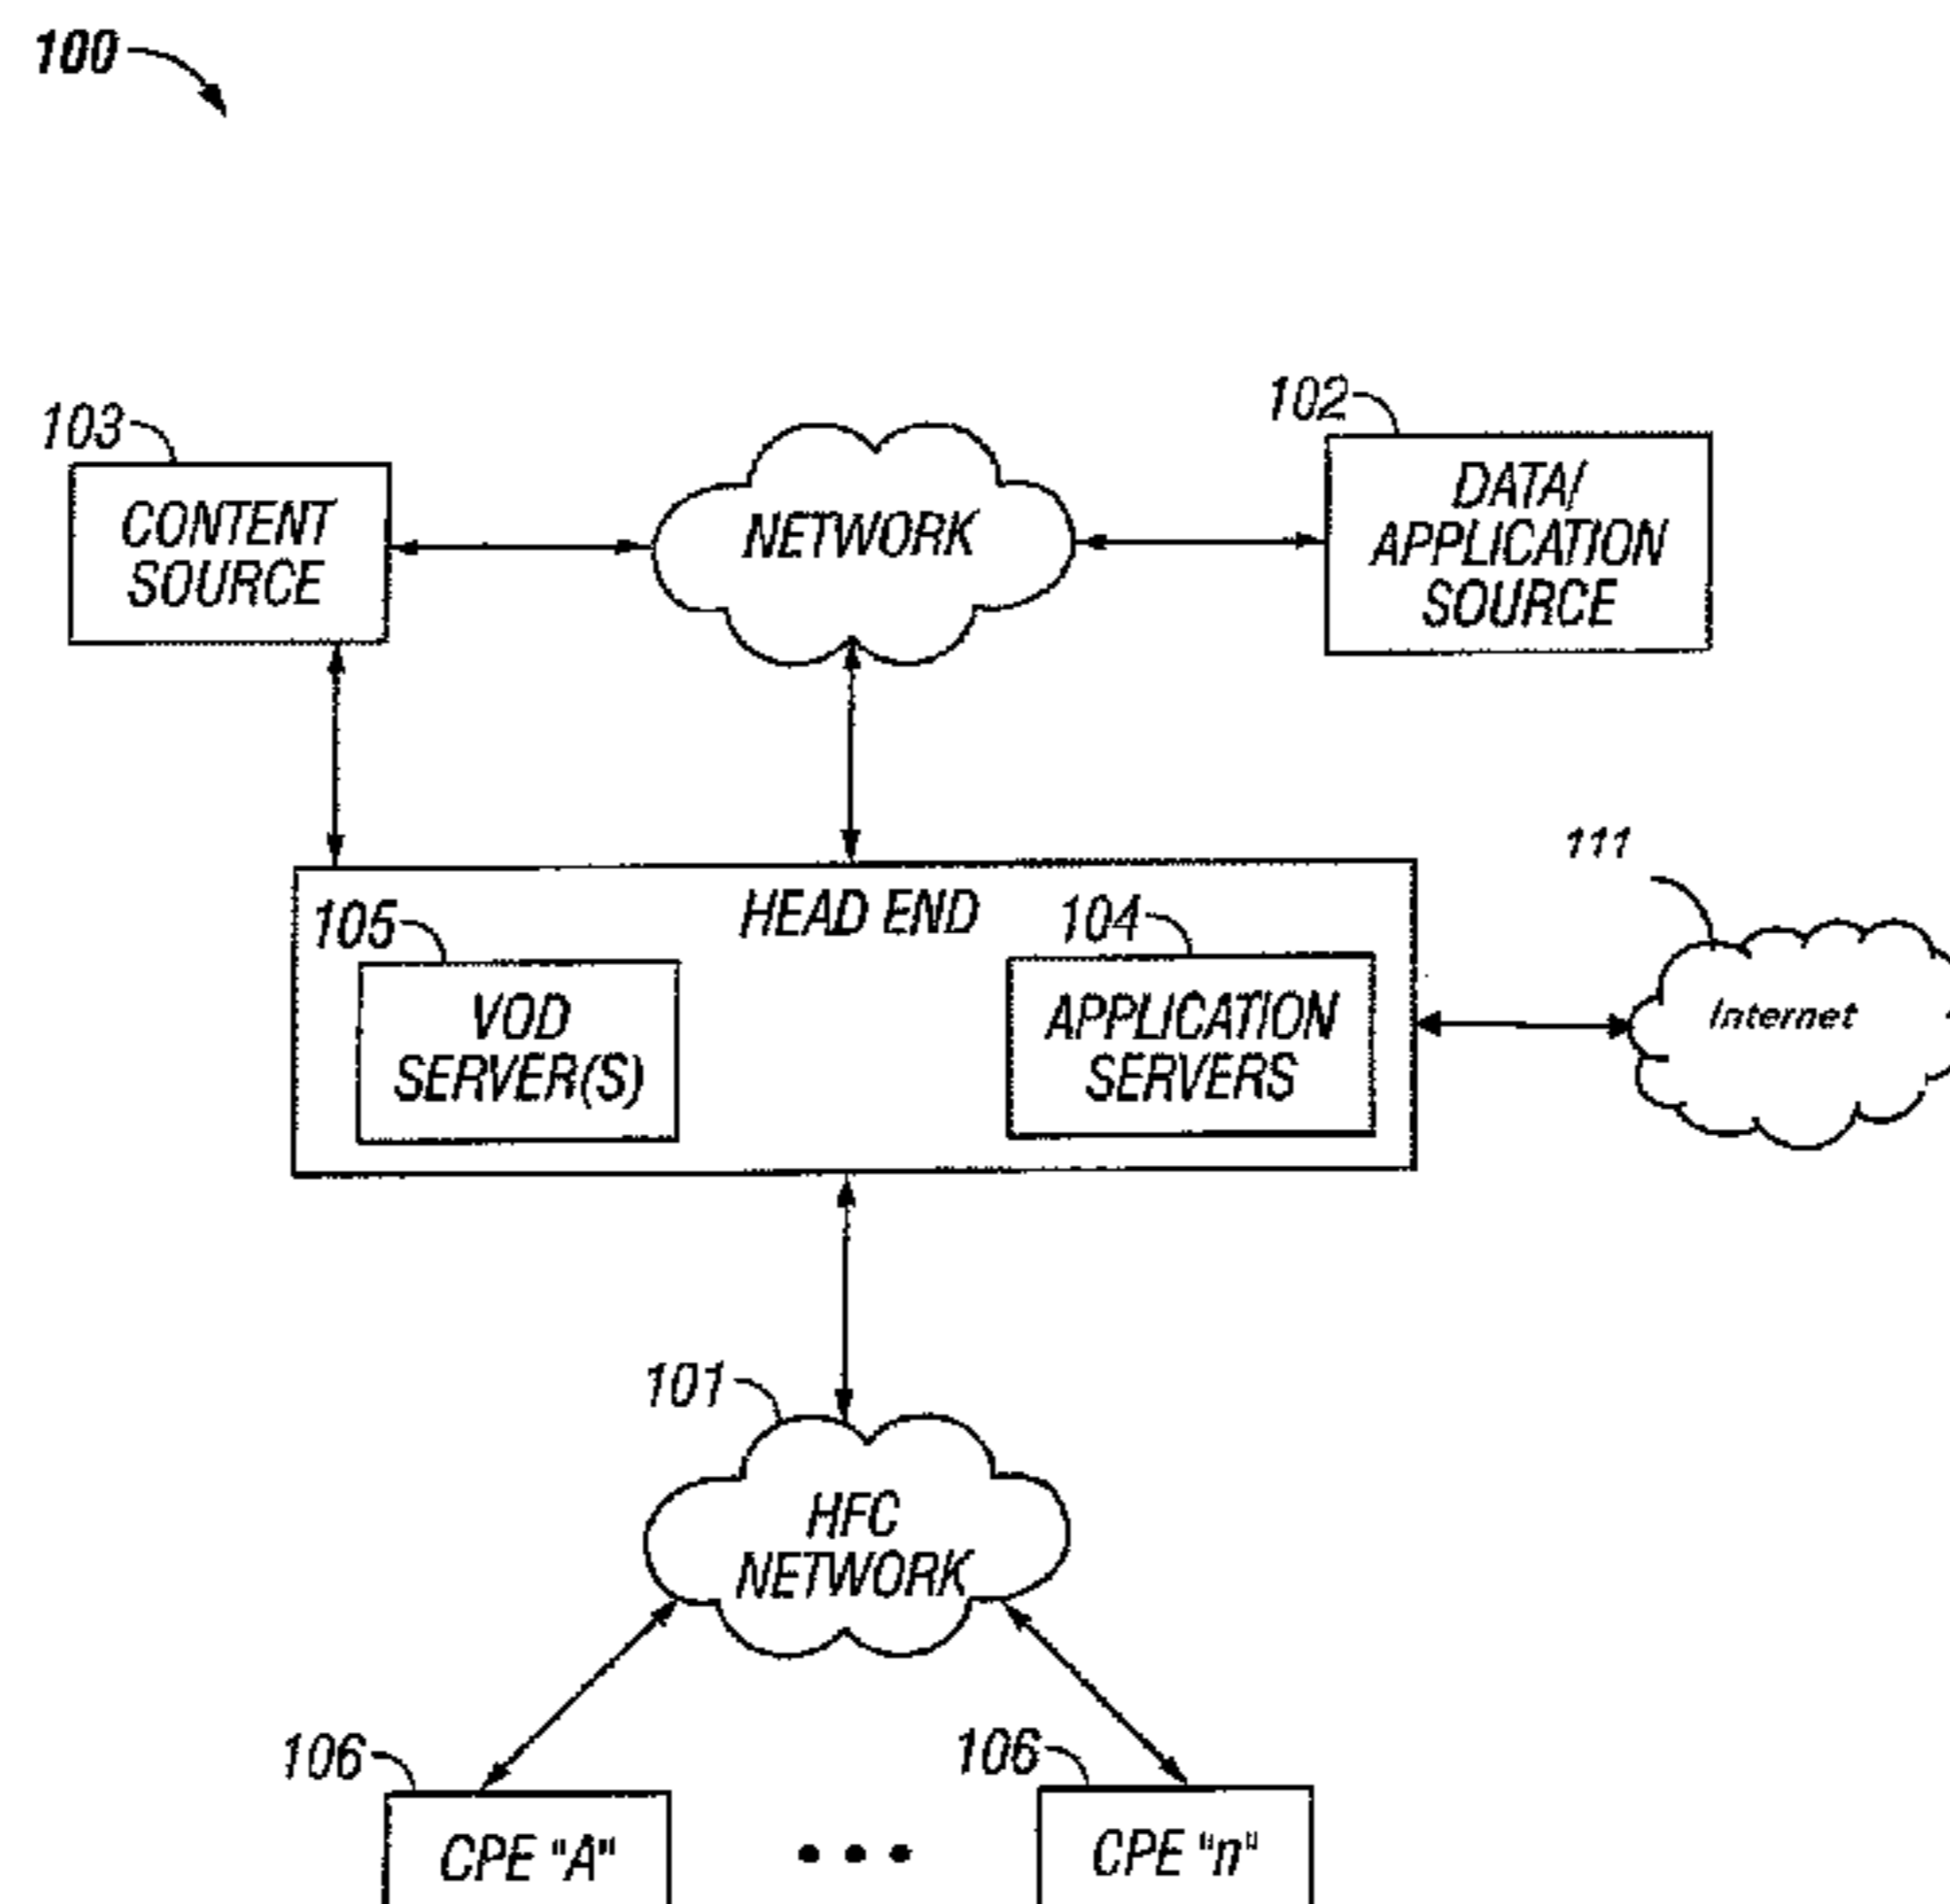 100
103
102
CONTENT
SOURCE
NETWORK
DATA/
APPLICATION
SOURCE
111
HEAD END
105
104
VOD
SERVER(S)
APPLICATION
SERVERS
Internet
101
HFC
NETWORK
106
106
CPE "A"
• • •
CPE "n"